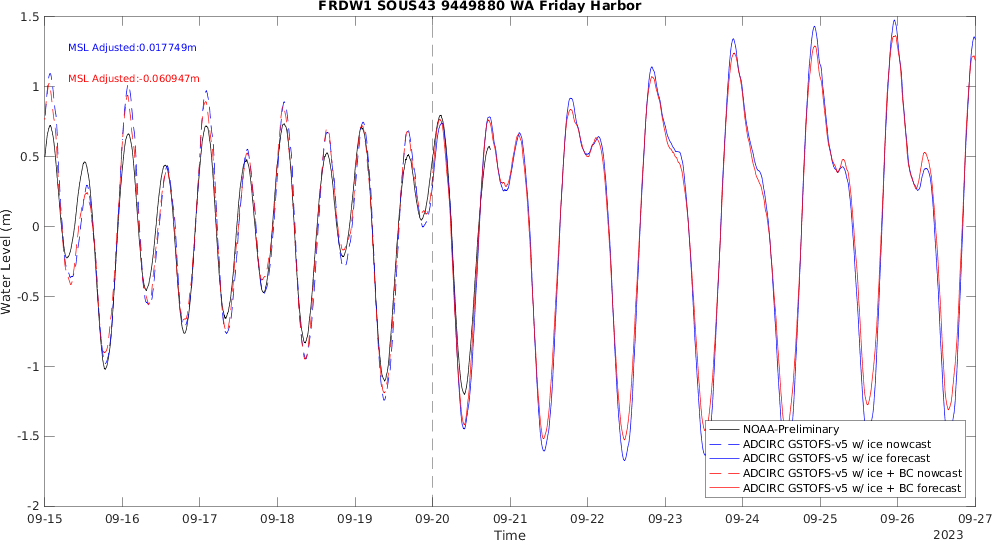 FRDW1 SOUS43 9449880 WA Friday Harbor
MSL Adjusted:0.017749m
MSL Adjusted:-0.060947m
Water Level (m)
1.5
1
0.5
0
-0.5
-1
-1.5
-2
NOAA-Preliminary
ADCIRC GSTOFS-v5 w/ ice nowcast
ADCIRC GSTOFS-v5 w/ ice forecast
ADCIRC GSTOFS-v5 w/ ice + BC nowcast
ADCIRC GSTOFS-v5 w/ ice + BC forecast
09-15 09-16 09-17 09-18 09-19 09-20 09-21 09-22 09-23 09-24 09-25 09-26 09-27
Time
2023